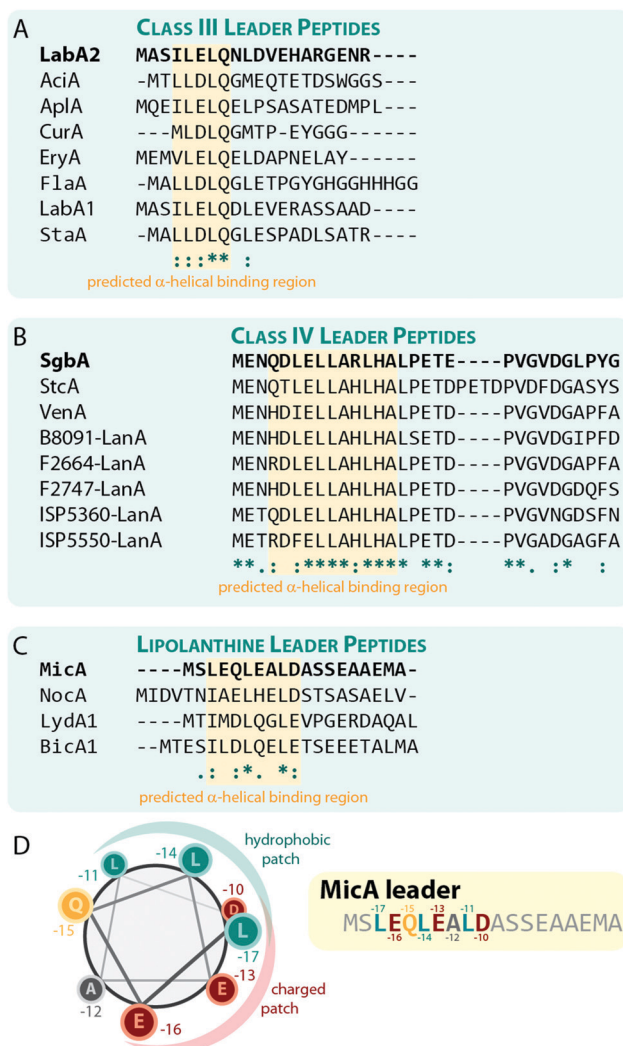 A CLASS III LEADER PEPTIDES
LabA2 MASILELQNLDVEHARGENR----
AciA -MTLLDLQGMEQTETDSWGGS---
AplA MQEILELQELPSASATEDMPL---
CurA ---MLDLQGMTP-EYGGG------
EryA MEMVLELQELDAPNELAY------
FlaA -MALLDLQGLETPGYGHGGHHHGG
LabA1 MASILELQDLEVERASSAAD----
StaA -MALLDLQGLESPADLSATR----
:::** :
predicted α-helical binding region
B CLASS IV LEADER PEPTIDES
SgbA MENQDLELLARLHALPETE----PVGVDGLPYG
StcA MENQTLELLAHLHALPETDPETDPVDFDGASYS
VenA MENHDIELLAHLHALPETD----PVGVDGAPFA
B8091-LanA MENHDLELLAHLHALSETD----PVGVDGIPFD
F2664-LanA MENRDLELLAHLHALPETD----PVGVDGAPFA
F2747-LanA MENHDLELLAHLHALPETD----PVGVDGDQFS
ISP5360-LanA METQDLELLAHLHALPETD----PVGVNGDSFN
ISP5550-LanA METRDFELLAHLHALPETD----PVGADGAGFA
**.: :****:**** **: **. :* :
predicted α-helical binding region
C LIPOLANTHINE LEADER PEPTIDES
MicA ----MSLEQLEALDASSEAAEMA-
NocA MIDVTNIAELHELDSTSASAELV-
LydA1 ----MTIMDLQGLEVPGERDAQAL
BicA1 --MTESILDLQELETSEEETALMA
.: :*. *:
predicted α-helical binding region
D
hydrophobic
patch
-14 L
-11 L
-10 D
Q -15
L -17
-13 E
A -12
E -16
charged
patch
MicA leader
-17 -15 -13 -11
MSLEQLEALDASSEAAEMA
-16 -14 -12 -10